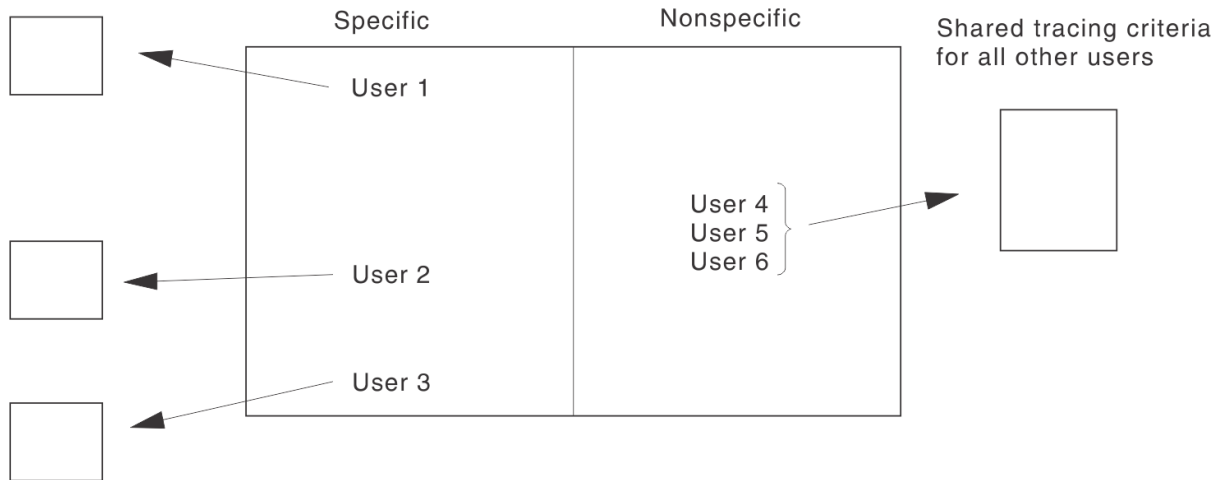 Specific
Nonspecific
Shared tracing criteria
for all other users
User 1
User 4
User 5
User 6
User 2
User 3